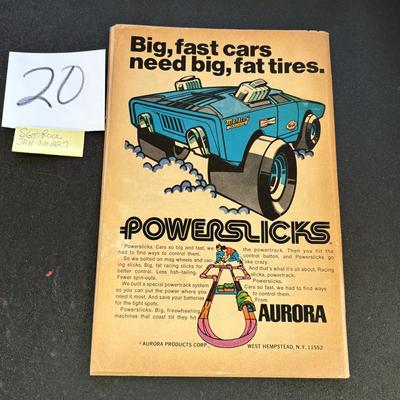 20
SGT ROCK
JAN No 227
Big, fast cars
need big, fat tires.
POWERSLICKS
Powerslicks. Cars so big and fast, we
had to find ways to control them.
So we bolted on mag wheels and rac-
ing slicks. Big, fat racing slicks for
better control. Less fish-tailing.
Fewer spin-outs.
We built a special powertrack system
so you can put the power where you
need it most. And save your batteries
for the tight spots.
Powerslicks. Big, freewheeling
machines that coast till they hit
the powertrack. Then you hit the
control button, and Powerslicks go
like crazy.
And that's what it's all about. Racing
slicks, powertrack.
Powerslicks.
Cars so fast, we had to find ways
to control them.
From
AURORA
©AURORA PRODUCTS CORP.
WEST HEMPSTEAD, N.Y. 11552